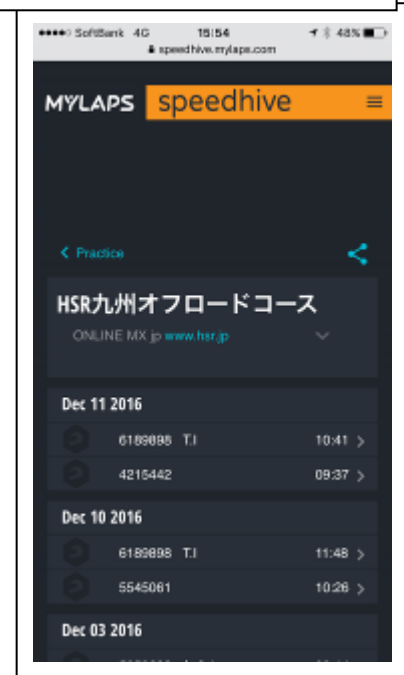 SoftBank 4G 15:54 48%
speedhive.mylaps.com
MYLAPS speedhive
Practice
HSR九州オフロードコース
ONLINE MX jp www.hsr.jp
Dec 11 2016
6189898 T.I 10:41
4215442 09:37
Dec 10 2016
6189898 T.I 11:48
5545061 10:26
Dec 03 2016